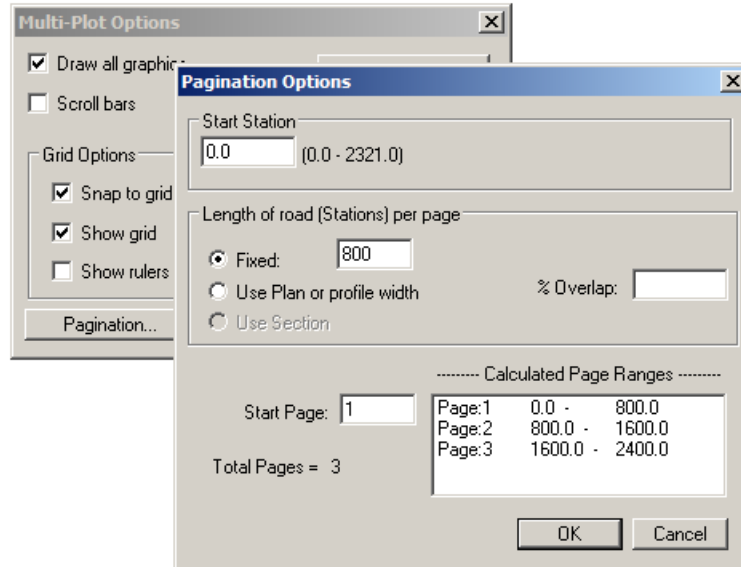 Multi-Plot Options
Draw all graphics
Scroll bars
Grid Options
Snap to grid
Show grid
Show rulers
Pagination...
Pagination Options
Start Station
0.0 (0.0 - 2321.0)
Length of road (Stations) per page
Fixed: 800
Use Plan or profile width
% Overlap:
Use Section
--------- Calculated Page Ranges ---------
Start Page: 1
Page:1 0.0 - 800.0
Page:2 800.0 - 1600.0
Page:3 1600.0 - 2400.0
Total Pages = 3
OK Cancel